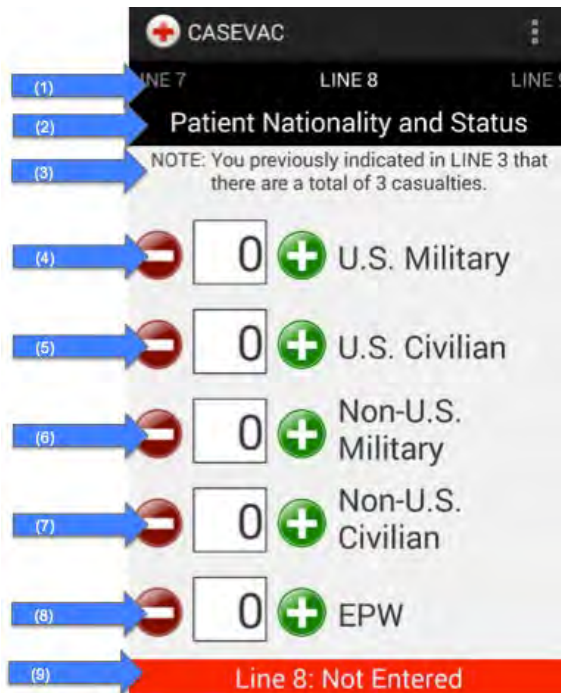 CASEVAC
(1) INE 7 LINE 8 LINE 9
(2) Patient Nationality and Status
(3) NOTE: You previously indicated in LINE 3 that
there are a total of 3 casualties.
(4) 0 U.S. Military
(5) 0 U.S. Civilian
(6) 0 Non-U.S.
Military
(7) 0 Non-U.S.
Civilian
(8) 0 EPW
(9) Line 8: Not Entered